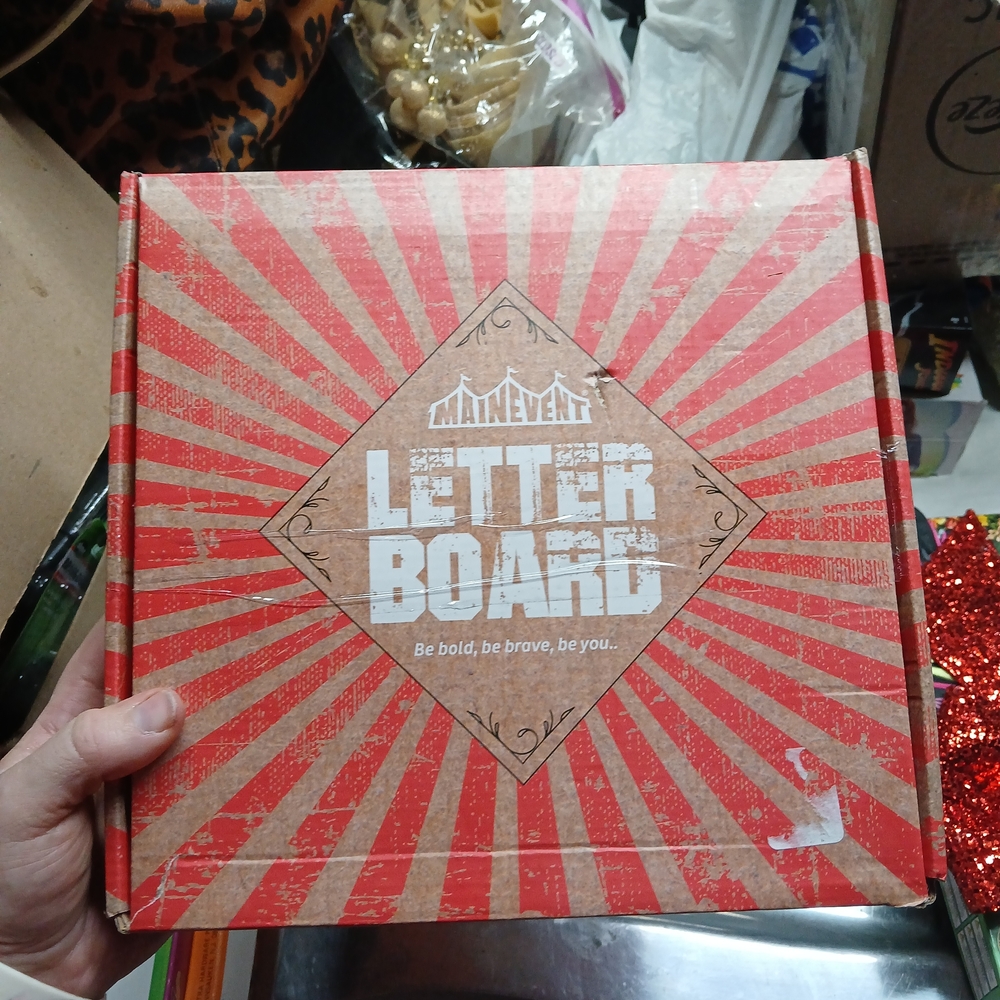 MAINEVENT
LETTER
BOARD
Be bold, be brave, be you..